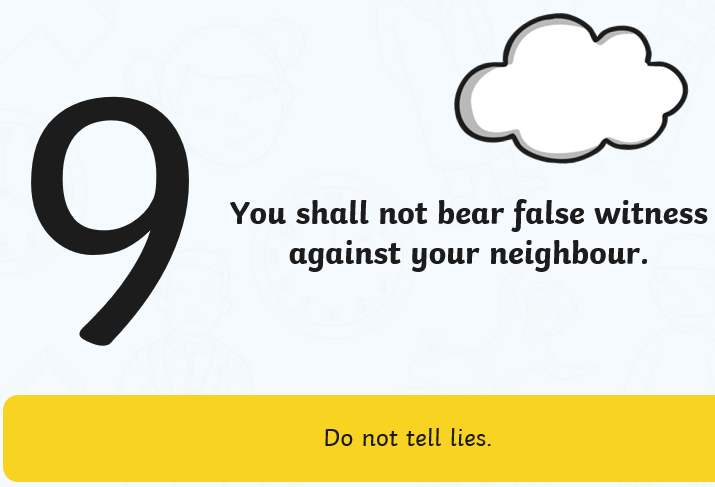 9
You shall not bear false witness
against your neighbour.
Do not tell lies.